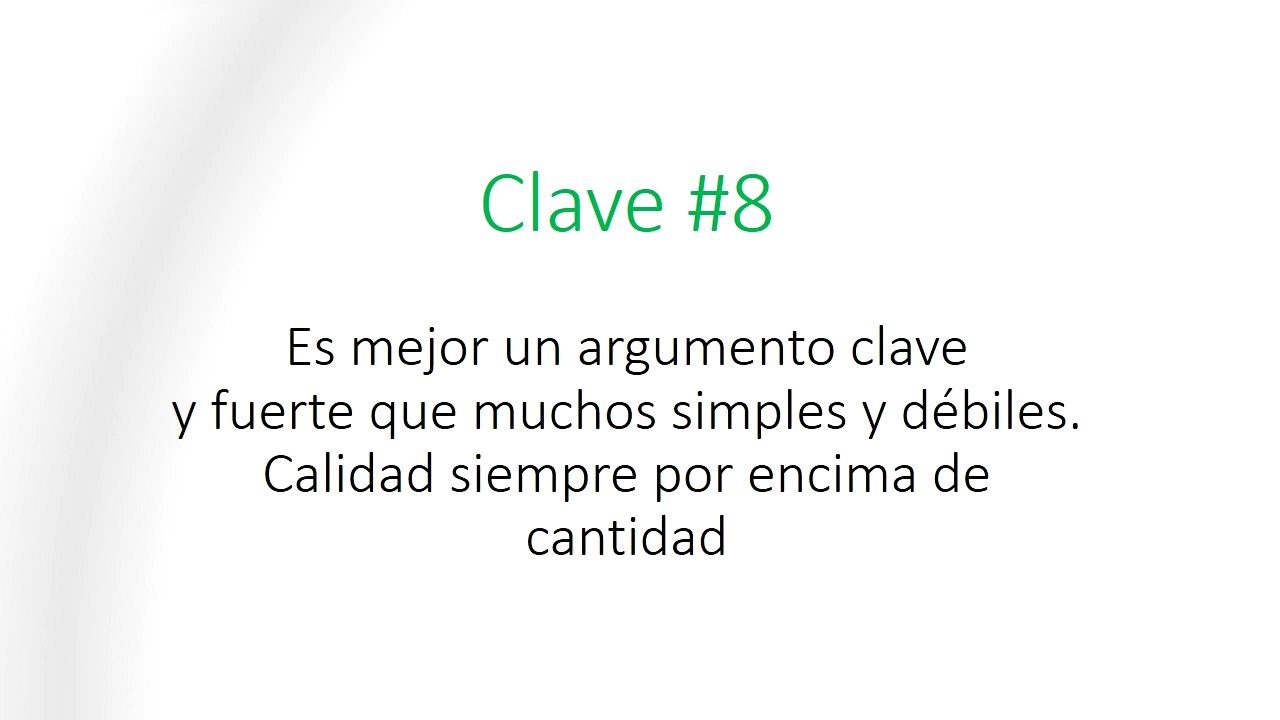 Clave #8
Es mejor un argumento clave
y fuerte que muchos simples y débiles.
Calidad siempre por encima de
cantidad